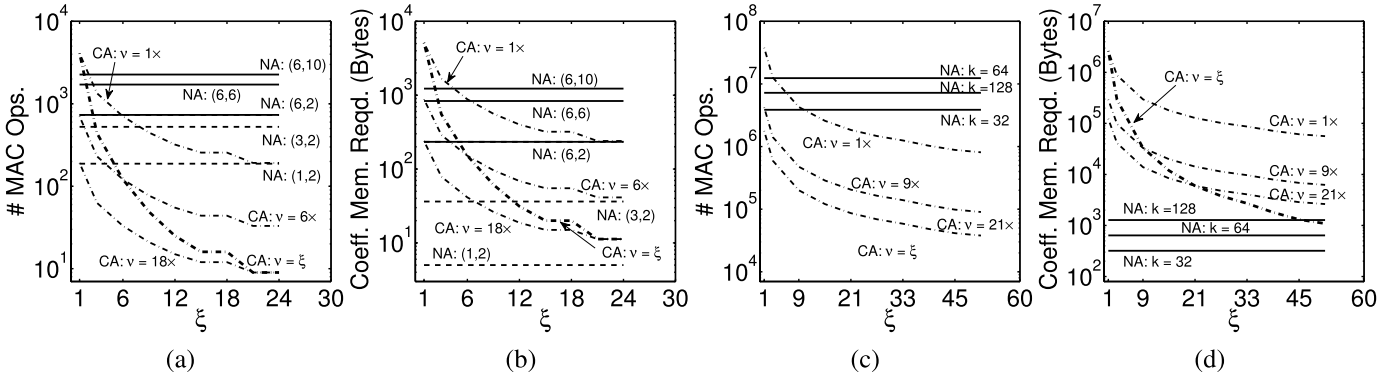 # MAC Ops.
10^4
10^3
10^2
10^1
CA: ν = 1×
NA: (6,10)
NA: (6,6)
NA: (6,2)
NA: (3,2)
NA: (1,2)
CA: ν = 6×
CA: ν = 18×
CA: ν = ξ
1 6 12 18 24 30
ξ
(a)
Coeff. Mem. Reqd. (Bytes)
10^4
10^3
10^2
10^1
CA: ν = 1×
NA: (6,10)
NA: (6,6)
NA: (6,2)
CA: ν = 6×
NA: (3,2)
CA: ν = 18×
NA: (1,2)
CA: ν = ξ
1 6 12 18 24 30
ξ
(b)
# MAC Ops.
10^8
10^7
10^6
10^5
10^4
NA: k = 64
NA: k =128
NA: k = 32
CA: ν = 1×
CA: ν = 9×
CA: ν = 21×
CA: ν = ξ
1 9 21 33 45 60
ξ
(c)
Coeff. Mem. Reqd. (Bytes)
10^7
10^6
10^5
10^4
10^3
10^2
CA: ν = ξ
CA: ν = 1×
CA: ν = 9×
CA: ν = 21×
NA: k =128
NA: k = 64
NA: k = 32
1 9 21 33 45 60
ξ
(d)